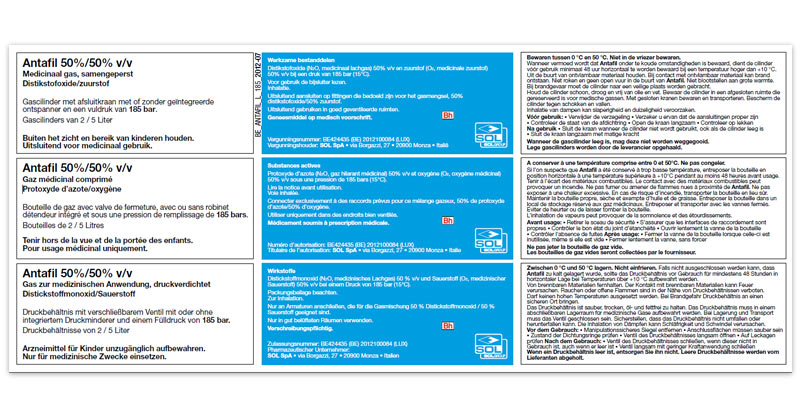 Antafil 50%/50% v/v
Medicinaal gas, samengeperst
Distikstofoxide/zuurstof
Gascilinder met afsluitkraan met of zonder geïntegreerde
ontspanner en een vuldruk van 185 bar.
Gascilinders van 2 / 5 Liter
Buiten het zicht en bereik van kinderen houden.
Uitsluitend voor medicinaal gebruik.
BE_ANTAFIL_L_185_2012-07
Werkzame bestanddelen
Distikstofoxide (N₂O, medicinaal lachgas) 50% v/v en zuurstof (O₂, medicinale zuurstof)
50% v/v bij een druk van 185 bar (15°C).
Voor gebruik de bijsluiter lezen.
Inhalatie.
Uitsluitend aansluiten op fittingen die bedoeld zijn voor het gasmengsel, 50%
distikstofoxide/50% zuurstof.
Uitsluitend gebruiken in goed geventileerde ruimten.
Geneesmiddel op medisch voorschrift.
Bh
Vergunningsnummer: BE424435 (BE) 2012100084 (LUX)
Vergunninghouder: SOL SpA • via Borgazzi, 27 • 20900 Monza • Italië
SOL
SOLGROUP
Bewaren tussen 0 °C en 50 °C. Niet in de vriezer bewaren.
Wanneer vermoed wordt dat Antafil onder te koude omstandigheden is bewaard, dient de cilinder
vóór gebruik minimaal 48 uur horizontaal te worden bewaard bij een temperatuur hoger dan +10 °C.
Uit de buurt van ontvlambaar materiaal houden. Bij contact met ontvlambaar materiaal kan brand
ontstaan. Niet roken en geen open vuur in de buurt van Antafil. Niet blootstellen aan grote warmte.
Bij brandgevaar moet de cilinder naar een veilige plaats worden gebracht.
Houd de cilinder schoon, droog en vrij van olie en vet. Bewaar de cilinder in een afgesloten ruimte die
gereserveerd is voor medische gassen. Met gesloten kranen bewaren en transporteren. Bescherm de
cilinder tegen schokken en vallen.
Inhalatie van dampen kan slaperigheid en duizeligheid veroorzaken.
Vóór gebruik: • Verwijder de verzegeling • Verzeker u ervan dat de aansluitingen proper zijn
• Controleer de staat van de afdichtring • Open de kraan langzaam • Controleer op lekken
Na gebruik • Sluit de kraan wanneer de cilinder niet wordt gebruikt, ook als de cilinder leeg is
• Sluit de kraan langzaam met matige kracht
Wanneer de gascilinder leeg is, mag deze niet worden weggegooid.
Lege gascilinders worden door de leverancier opgehaald.
Antafil 50%/50% v/v
Gaz médicinal comprimé
Protoxyde d'azote/oxygène
Bouteille de gaz avec valve de fermeture, avec ou sans robinet
détendeur intégré et sous une pression de remplissage de 185 bars.
Bouteilles de 2 / 5 Litres
Tenir hors de la vue et de la portée des enfants.
Pour usage médicinal uniquement.
Substances actives
Protoxyde d'azote (N₂O, gaz hilarant médicinal) 50% v/v et oxygène (O₂, oxygène médicinal)
50% v/v sous une pression de 185 bars (15°C).
Lire la notice avant utilisation.
Voie inhalée.
Connecter exclusivement à des raccords prévus pour ce mélange gazeux, 50% de protoxyde
d'azote/50% d'oxygène.
Utiliser uniquement dans des endroits bien ventilés.
Médicament soumis à prescription médicale.
Bh
Numéro d'autorisation: BE424435 (BE) 2012100084 (LUX)
Titulaire de l'autorisation: SOL SpA • via Borgazzi, 27 • 20900 Monza • Italie
SOL
SOLGROUP
A conserver à une température comprise entre 0 et 50°C. Ne pas congeler.
Si l'on suspecte que Antafil a été conservé à trop basse température, entreposer la bouteille en
position horizontale à une température supérieure à +10°C pendant au moins 48 heures avant usage.
Tenir à l'écart des matériaux combustibles. Le contact avec des matériaux combustibles peut
provoquer un incendie. Ne pas fumer ou amener de flammes nues à proximité de Antafil. Ne pas
exposer à une chaleur excessive. En cas de risque d'incendie, transporter la bouteille en lieu sûr.
Maintenir la bouteille propre, sèche et exempte d'huile et de graisse. Entreposer la bouteille dans un
local de stockage réservé aux gaz médicinaux. Entreposer et transporter avec les vannes fermées.
Eviter de heurter ou de laisser tomber la bouteille.
L'inhalation de vapeurs peut provoquer de la somnolence et des étourdissements.
Avant usage: • Retirer le sceau de sécurité • S'assurer que les interfaces de raccordement sont
propres • Contrôler le bon état du joint d'étanchéité • Ouvrir lentement la vanne de la bouteille
• Contrôler l'absence de fuites Après usage: • Fermer la vanne de la bouteille lorsque celle-ci est
inutilisée, même si elle est vide • Fermer lentement la vanne, sans forcer
Ne pas jeter la bouteille de gaz vide.
Les bouteilles de gaz vides seront collectées par le fournisseur.
Antafil 50%/50% v/v
Gas zur medizinischen Anwendung, druckverdichtet
Distickstoffmonoxid/Sauerstoff
Druckbehältnis mit verschließbarem Ventil mit oder ohne
integriertem Druckminderer und einem Fülldruck von 185 bar.
Druckbehältnisse von 2 / 5 Liter
Arzneimittel für Kinder unzugänglich aufbewahren.
Nur für medizinische Zwecke einsetzen.
Wirkstoffe
Distickstoffmonoxid (N₂O, medizinisches Lachgas) 50 % v/v und Sauerstoff (O₂, medizinischer
Sauerstoff) 50% v/v bei einem Druck von 185 bar (15°C).
Packungsbeilage beachten.
Zur Inhalation.
Nur an Armaturen anschließen, die für die Gasmischung 50 % Distickstoffmonoxid / 50 %
Sauerstoff geeignet sind.
Nur in gut belüfteten Räumen verwenden.
Verschreibungspflichtig.
Bh
Zulassungsnummer: BE424435 (BE) 2012100084 (LUX)
Pharmazeutischer Unternehmer:
SOL SpA • via Borgazzi, 27 • 20900 Monza • Italien
SOL
SOLGROUP
Zwischen 0 °C und 50 °C lagern. Nicht einfrieren. Falls nicht ausgeschlossen werden kann, dass
Antafil zu kalt gelagert wurde, sollte das Druckbehältnis vor Gebrauch für mindestens 48 Stunden in
horizontaler Lage bei Temperaturen über +10 °C aufbewahrt werden.
Von brennbaren Materialien fernhalten. Der Kontakt mit brennbaren Materialien kann Feuer
verursachen. Rauchen oder offene Flammen sind in der Nähe von Druckbehältnissen verboten.
Darf keinen hohen Temperaturen ausgesetzt werden. Bei Brandgefahr Druckbehältnis an einen
sicheren Ort bringen.
Das Druckbehältnis ist sauber, trocken, öl- und fettfrei zu halten. Das Druckbehältnis muss in einem
abschließbaren Lagerraum für medizinische Gase aufbewahrt werden. Bei Lagerung und Transport
muss das Ventil geschlossen sein. Sicherstellen, dass das Druckbehältnis nicht umfallen oder
herunterfallen kann. Die Inhalation von Dämpfen kann Schläfrigkeit und Schwindel verursachen.
Vor dem Gebrauch: • Manipulationssicheres Siegel entfernen • Anschlussflächen müssen sauber sein
• Zustand der Dichtungsringe prüfen • Ventil des Druckbehältnisses langsam öffnen • Auf Leckagen
prüfen Nach dem Gebrauch: • Ventil des Druckbehältnisses schließen, wenn dieser nicht in
Gebrauch ist, auch wenn er leer ist • Ventil langsam mit geringer Kraftanwendung schließen
Wenn ein Druckbehältnis leer ist, entsorgen Sie ihn nicht. Leere Druckbehältnisse werden vom
Lieferanten abgeholt.